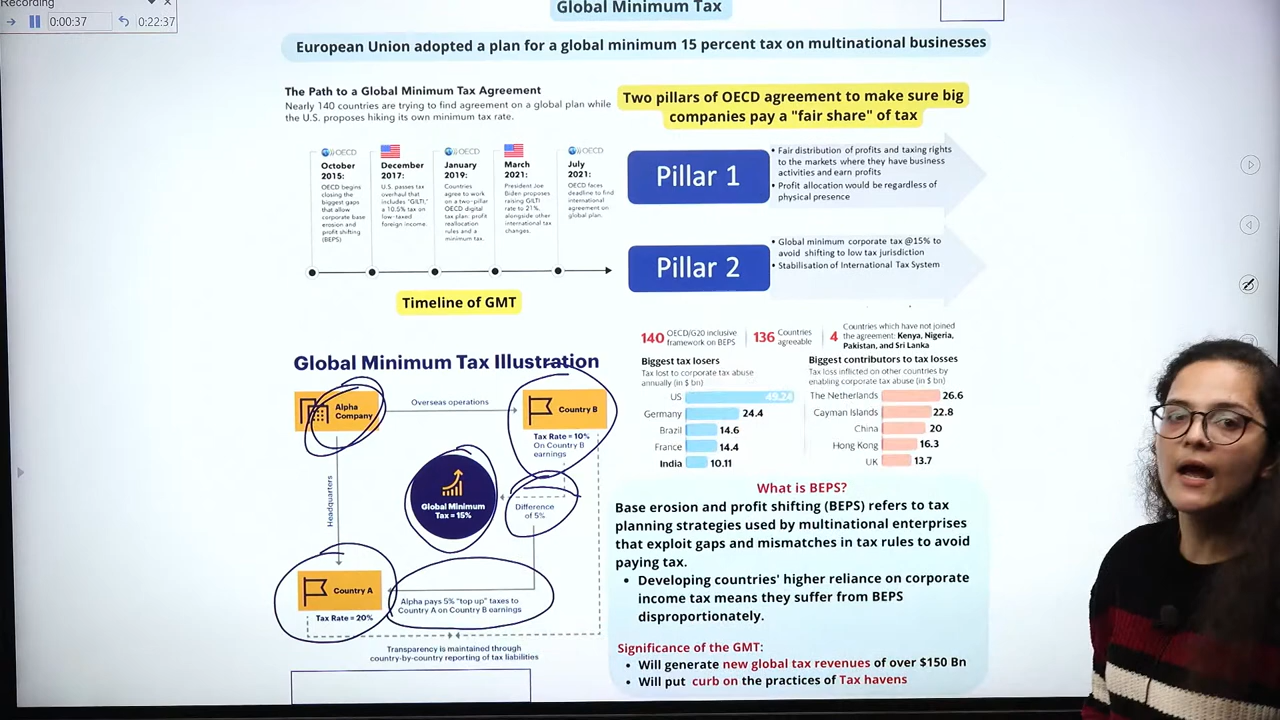 Recording
0:00:37
0:22:37
Global Minimum Tax
European Union adopted a plan for a global minimum 15 percent tax on multinational businesses
The Path to a Global Minimum Tax Agreement
Nearly 140 countries are trying to find agreement on a global plan while
the U.S. proposes hiking its own minimum tax rate.
OECD
October
2015:
OECD begins
closing the
biggest gaps
that allow
corporate base
erosion and
profit shifting
(BEPS)
December
2017:
U.S. passes tax
overhaul that
includes "GILTI,"
a 10.5% tax on
low-taxed
foreign income.
OECD
January
2019:
Countries
agree to work
on a two-pillar
OECD digital
tax plan: profit
reallocation
rules and a
minimum tax.
March
2021:
President Joe
Biden proposes
raising GILTI
rate to 21%,
alongside other
international tax
changes.
OECD
July
2021:
OECD faces
deadline to find
international
agreement on
global plan.
Timeline of GMT
Two pillars of OECD agreement to make sure big
companies pay a "fair share" of tax
Pillar 1
• Fair distribution of profits and taxing rights
to the markets where they have business
activities and earn profits
• Profit allocation would be regardless of
physical presence
Pillar 2
• Global minimum corporate tax @15% to
avoid shifting to low tax jurisdiction
• Stabilisation of International Tax System
140 OECD/G20 inclusive
framework on BEPS
136 Countries
agreeable
4 Countries which have not joined
the agreement: Kenya, Nigeria,
Pakistan, and Sri Lanka
Biggest tax losers
Tax lost to corporate tax abuse
annually (in $ bn)
US 49.24
Germany 24.4
Brazil 14.6
France 14.4
India 10.11
Biggest contributors to tax losses
Tax loss inflicted on other countries by
enabling corporate tax abuse (in $ bn)
The Netherlands 26.6
Cayman Islands 22.8
China 20
Hong Kong 16.3
UK 13.7
Global Minimum Tax Illustration
Alpha
Company
Overseas operations
Country B
Tax Rate = 10%
On Country B
earnings
Headquarters
Global Minimum
Tax = 15%
Difference
of 5%
Country A
Tax Rate = 20%
Alpha pays 5% "top up" taxes to
Country A on Country B earnings
Transparency is maintained through
country-by-country reporting of tax liabilities
What is BEPS?
Base erosion and profit shifting (BEPS) refers to tax
planning strategies used by multinational enterprises
that exploit gaps and mismatches in tax rules to avoid
paying tax.
• Developing countries' higher reliance on corporate
income tax means they suffer from BEPS
disproportionately.
Significance of the GMT:
• Will generate new global tax revenues of over $150 Bn
• Will put curb on the practices of Tax havens